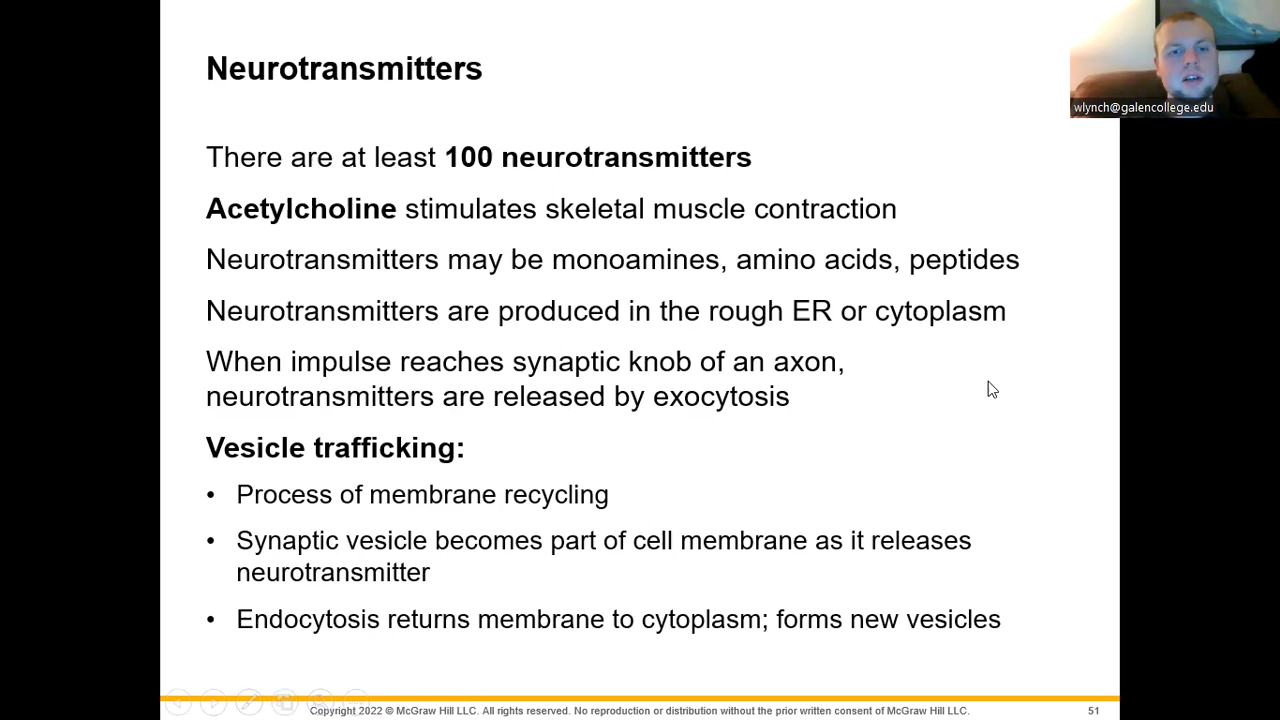 Neurotransmitters
wlynch@galencollege.edu
There are at least 100 neurotransmitters
Acetylcholine stimulates skeletal muscle contraction
Neurotransmitters may be monoamines, amino acids, peptides
Neurotransmitters are produced in the rough ER or cytoplasm
When impulse reaches synaptic knob of an axon,
neurotransmitters are released by exocytosis
Vesicle trafficking:
• Process of membrane recycling
• Synaptic vesicle becomes part of cell membrane as it releases
neurotransmitter
• Endocytosis returns membrane to cytoplasm; forms new vesicles
Copyright 2022 © McGraw Hill LLC. All rights reserved. No reproduction or distribution without the prior written consent of McGraw Hill LLC.
51